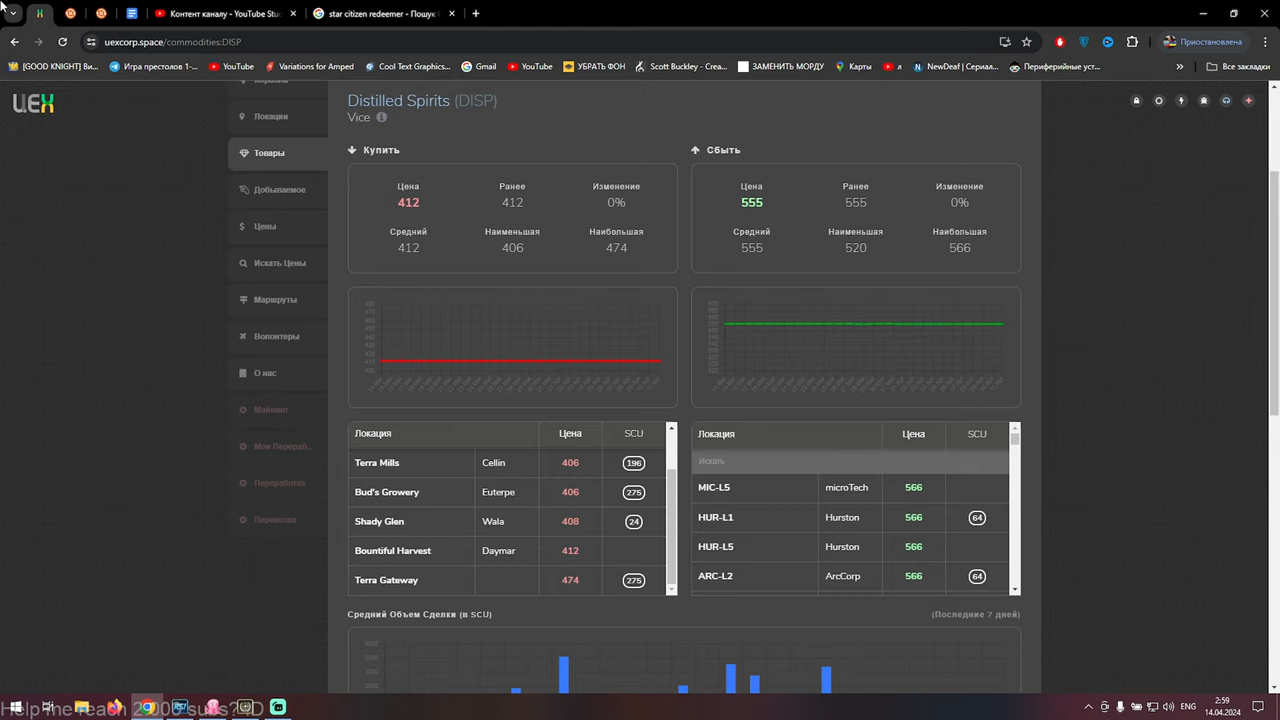 Контент каналу - YouTube Stu
star citizen redeemer - Пошук
uexcorp.space/commodities:DISP
Приостановлена
[GOOD KNIGHT] Ви...
Игра престолов 1-...
YouTube
Variations for Amped
Cool Text Graphics...
Gmail
YouTube
УБРАТЬ ФОН
Scott Buckley - Crea...
ЗАМЕНИТЬ МОРДУ
Карты
л
NewDeaf | Сериал...
Периферийные уст...
Все закладки
UEX
Локации
Товары
Добываемое
Цены
Искать Цены
Маршруты
Волонтеры
О нас
Майнинг
Мои Перераб...
Переработка
Перевозка
Distilled Spirits (DISP)
Vice
Купить
Цена Ранее Изменение
412 412 0%
Средний Наименьшая Наибольшая
412 406 474
Сбыть
Цена Ранее Изменение
555 555 0%
Средний Наименьшая Наибольшая
555 520 566
Локация Цена SCU
Terra Mills Cellin 406 196
Bud's Growery Euterpe 406 275
Shady Glen Wala 408 24
Bountiful Harvest Daymar 412
Terra Gateway 474 275
Локация Цена SCU
Искать
MIC-L5 microTech 566
HUR-L1 Hurston 566 64
HUR-L5 Hurston 566
ARC-L2 ArcCorp 566 64
Средний Объем Сделки (в SCU)
(Последние 7 дней)
Help me reach 2,000 subs? :D
ENG
2:59
14.04.2024